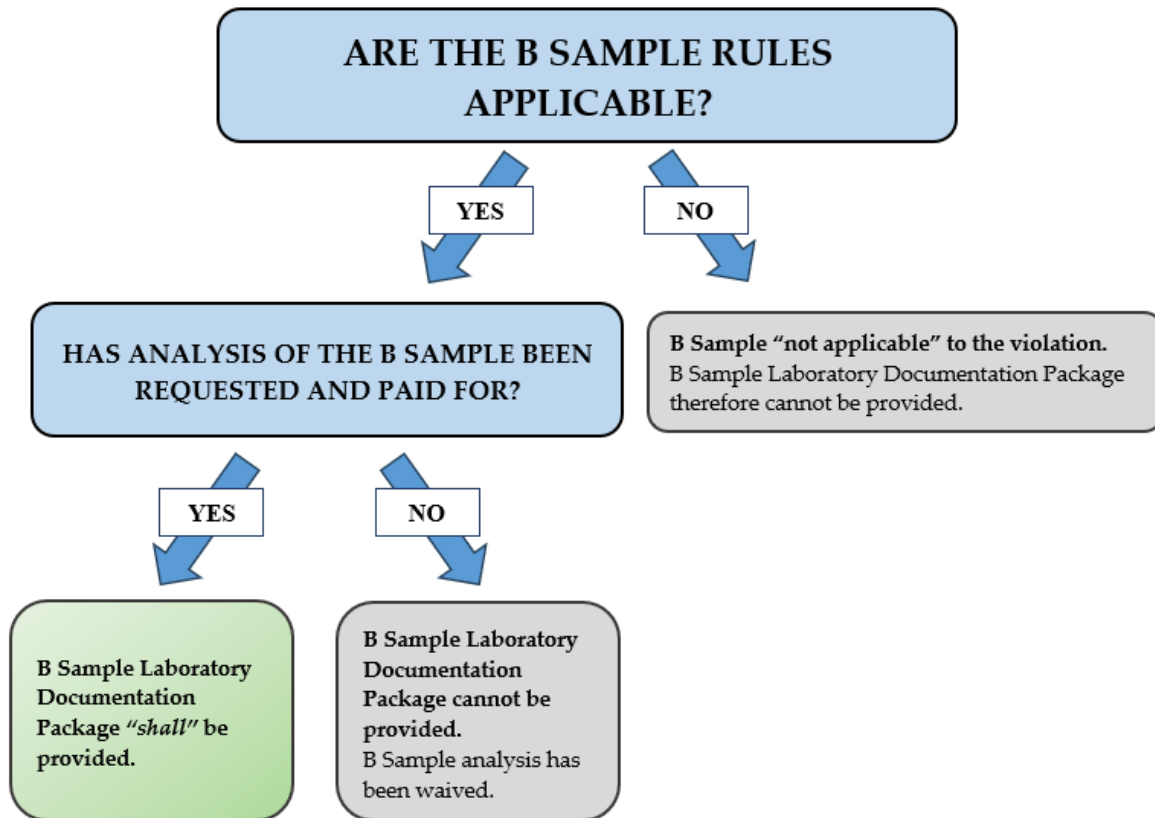 ARE THE B SAMPLE RULES
APPLICABLE?
YES
NO
HAS ANALYSIS OF THE B SAMPLE BEEN
REQUESTED AND PAID FOR?
B Sample “not applicable” to the violation.
B Sample Laboratory Documentation Package
therefore cannot be provided.
YES
NO
B Sample Laboratory
Documentation
Package “shall” be
provided.
B Sample Laboratory
Documentation
Package cannot be
provided.
B Sample analysis has
been waived.